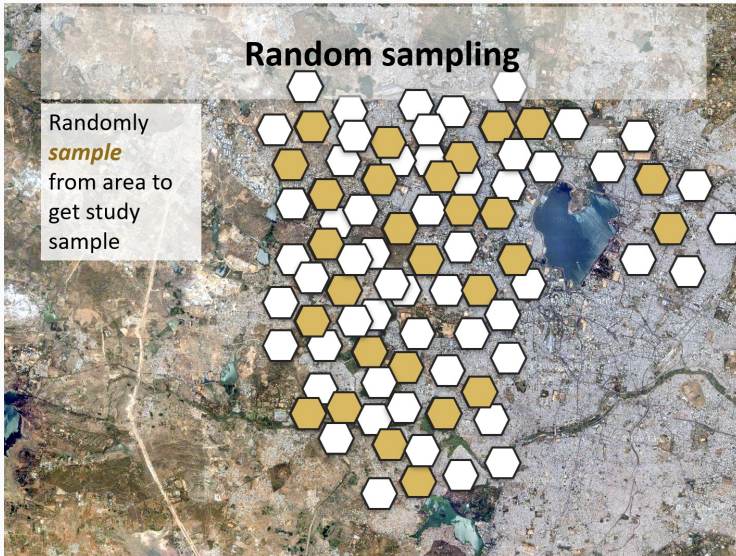 Random sampling
Randomly
sample
from area to
get study
sample